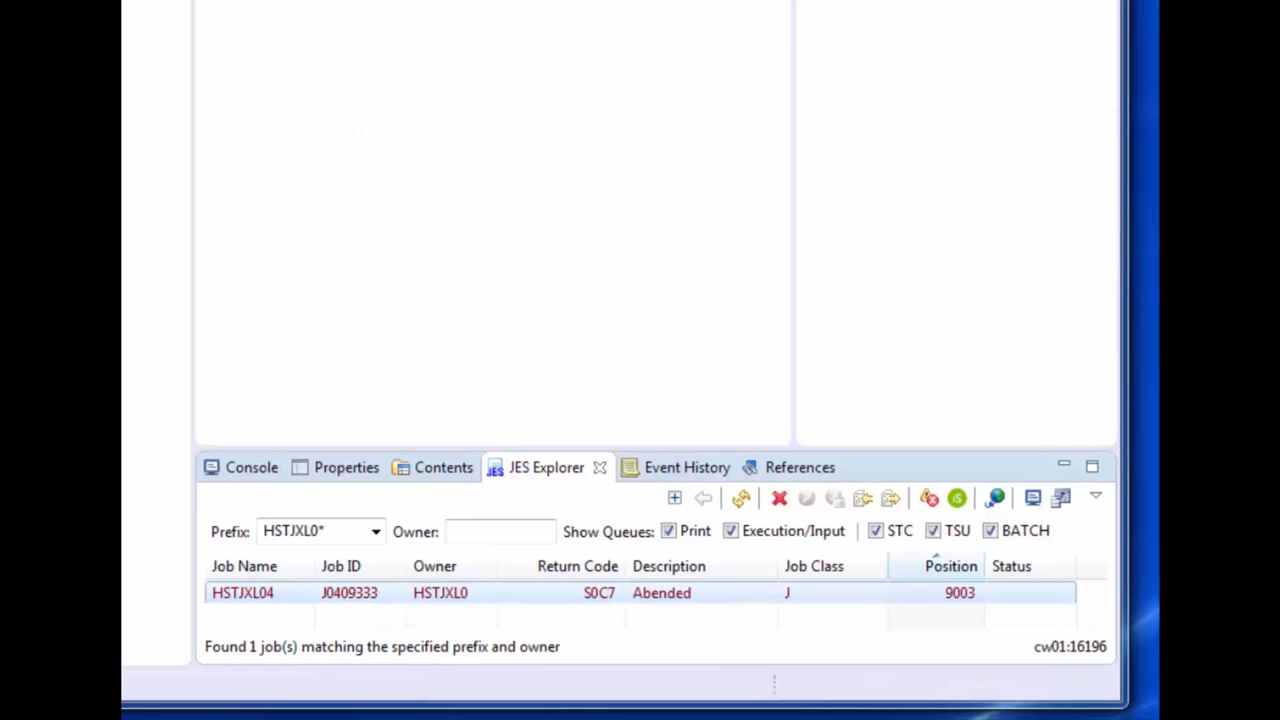 Console Properties Contents JES JES Explorer Event History References
Prefix: HSTJXL0* Owner: Show Queues: Print Execution/Input STC TSU BATCH
Job Name Job ID Owner Return Code Description Job Class Position Status
HSTJXL04 J0409333 HSTJXL0 S0C7 Abended J 9003
Found 1 job(s) matching the specified prefix and owner cw01:16196